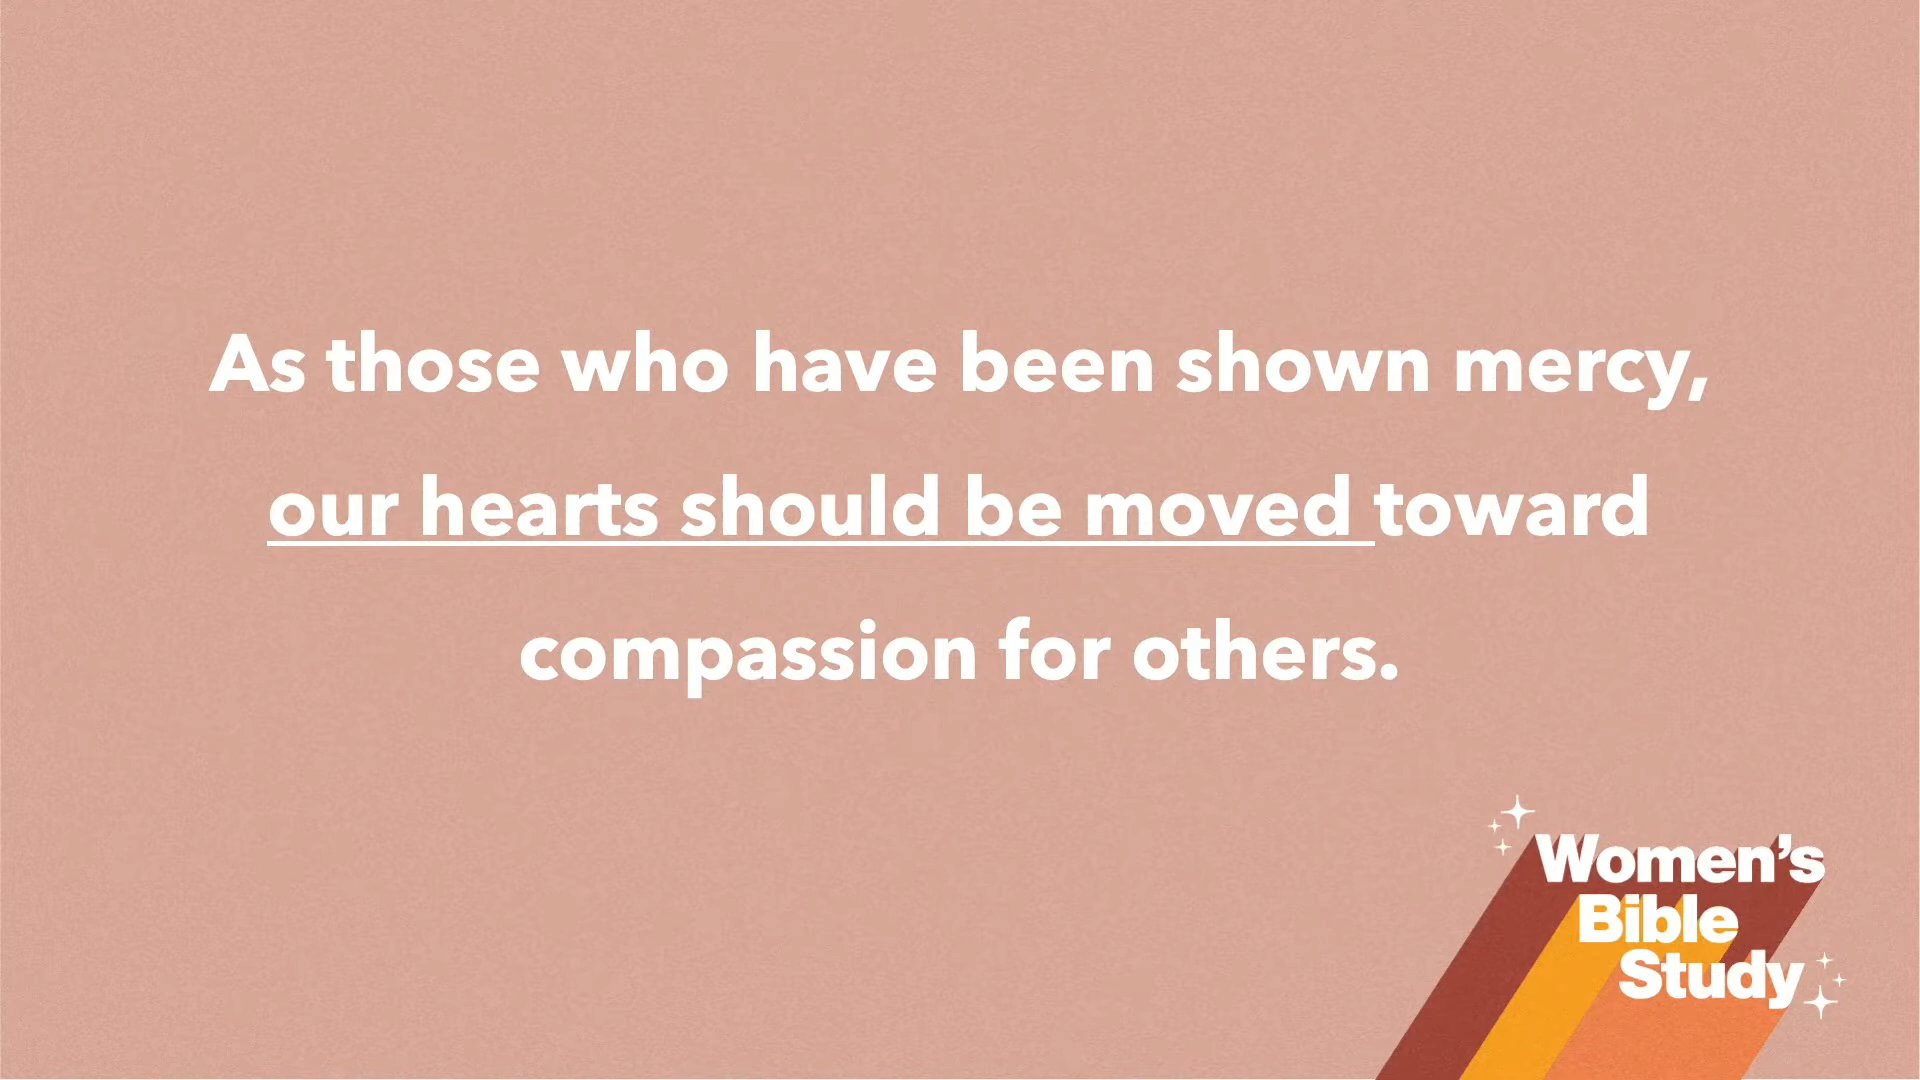 As those who have been shown mercy,
our hearts should be moved toward
compassion for others.
Women's
Bible
Study